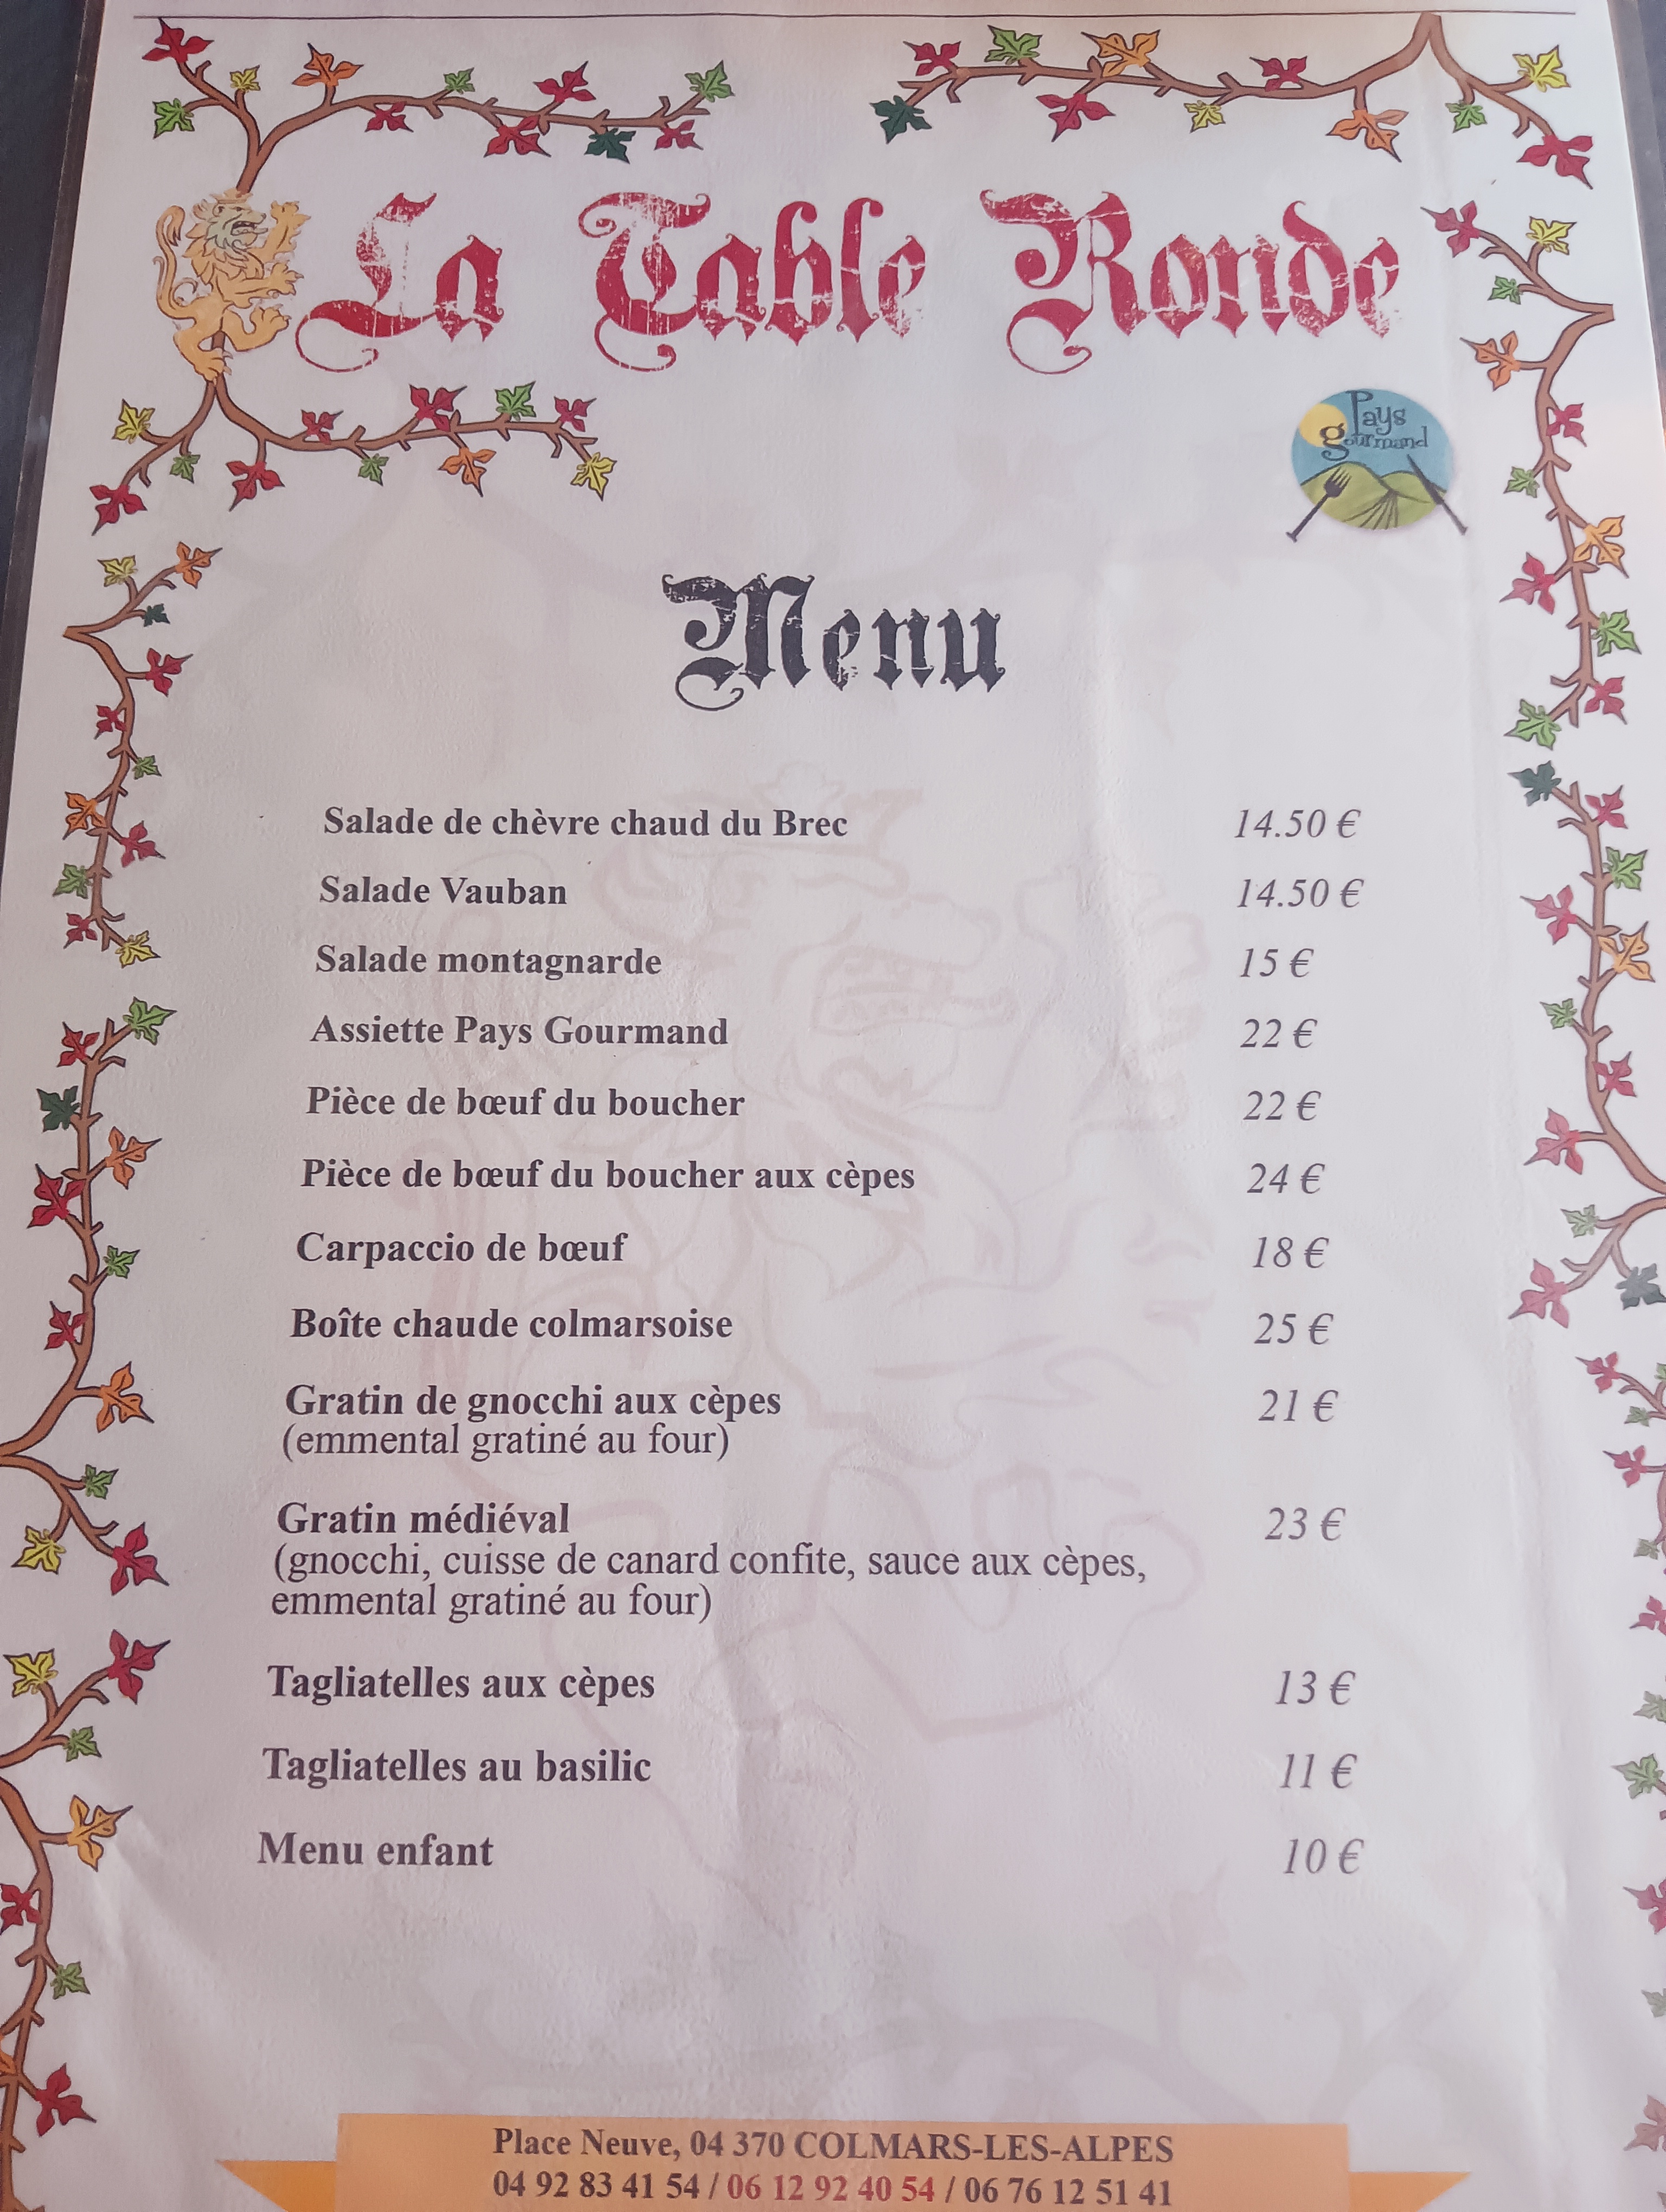 La Table Ronde
Pays
gourmand
Menu
Salade de chèvre chaud du Brec 14.50 €
Salade Vauban 14.50 €
Salade montagnarde 15 €
Assiette Pays Gourmand 22 €
Pièce de bœuf du boucher 22 €
Pièce de bœuf du boucher aux cèpes 24 €
Carpaccio de bœuf 18 €
Boîte chaude colmarsoise 25 €
Gratin de gnocchi aux cèpes 21 €
(emmental gratiné au four)
Gratin médiéval 23 €
(gnocchi, cuisse de canard confite, sauce aux cèpes,
emmental gratiné au four)
Tagliatelles aux cèpes 13 €
Tagliatelles au basilic 11 €
Menu enfant 10 €
Place Neuve, 04 370 COLMARS-LES-ALPES
04 92 83 41 54 / 06 12 92 40 54 / 06 76 12 51 41